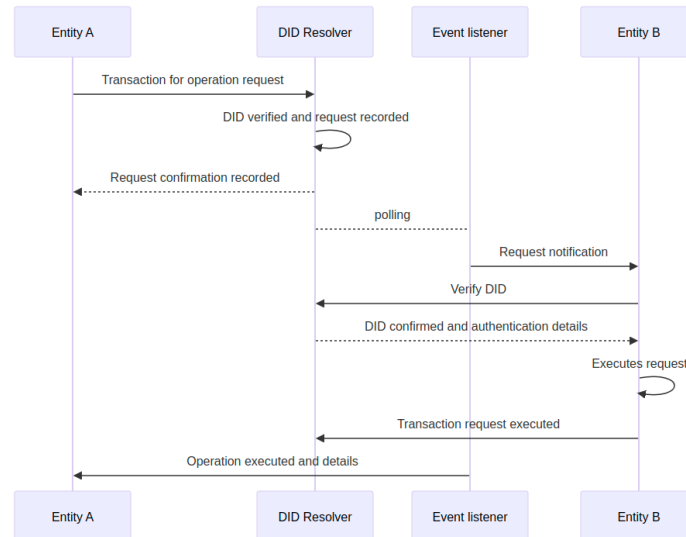 Entity A
DID Resolver
Event listener
Entity B
Transaction for operation request
DID verified and request recorded
Request confirmation recorded
polling
Request notification
Verify DID
DID confirmed and authentication details
Executes request
Transaction request executed
Operation executed and details
Entity A
DID Resolver
Event listener
Entity B